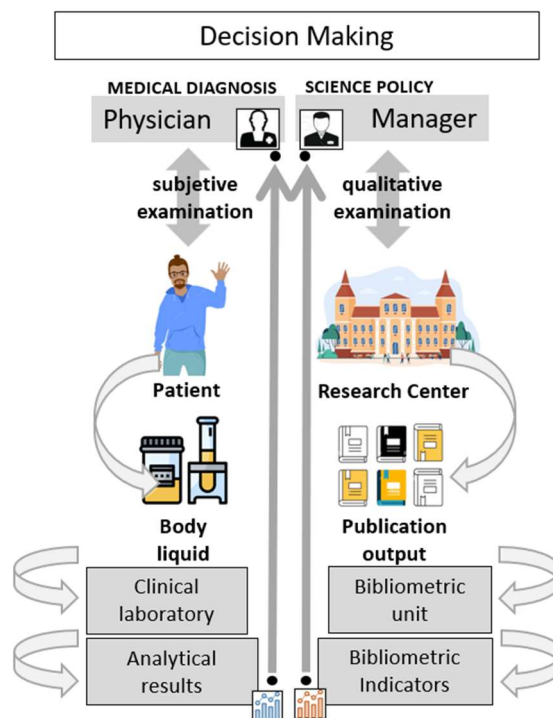 Decision Making
MEDICAL DIAGNOSIS
Physician
subjetive
examination
Patient
Body
liquid
Clinical
laboratory
Analytical
results
SCIENCE POLICY
Manager
qualitative
examination
Research Center
Publication
output
Bibliometric
unit
Bibliometric
Indicators